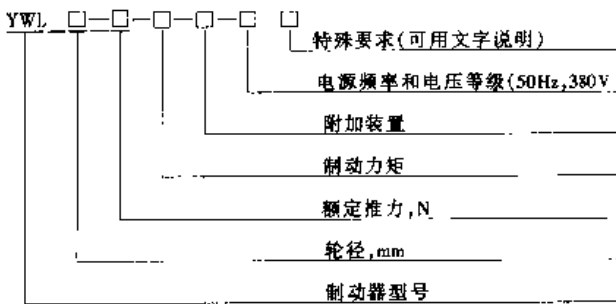 YWL□—□—□—□—□ □
特殊要求(可用文字说明)
电源频率和电压等级(50Hz,380V
附加装置
制动力矩
额定推力,N
轮径,mm
制动器型号